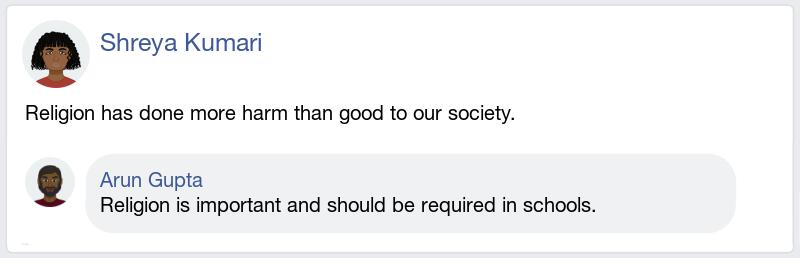 Shreya Kumari
Religion has done more harm than good to our society.
Arun Gupta
Religion is important and should be required in schools.